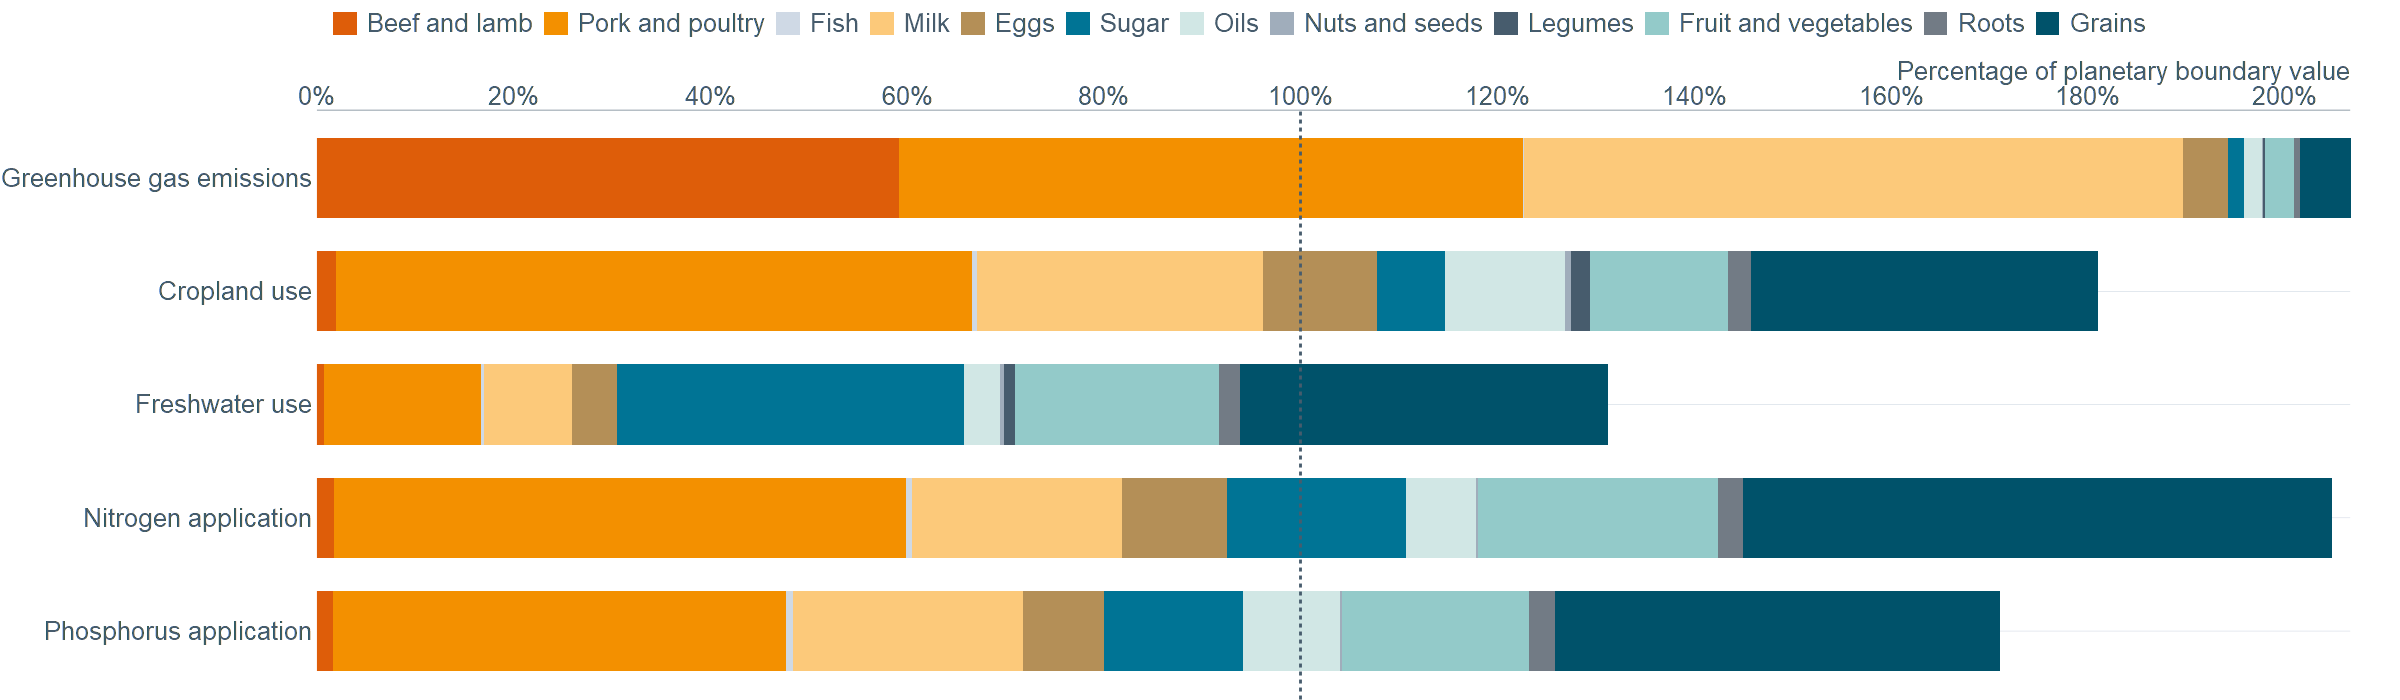 Beef and lamb Pork and poultry Fish Milk Eggs Sugar Oils Nuts and seeds Legumes Fruit and vegetables Roots Grains
Percentage of planetary boundary value
0% 20% 40% 60% 80% 100% 120% 140% 160% 180% 200%
Greenhouse gas emissions
Cropland use
Freshwater use
Nitrogen application
Phosphorus application